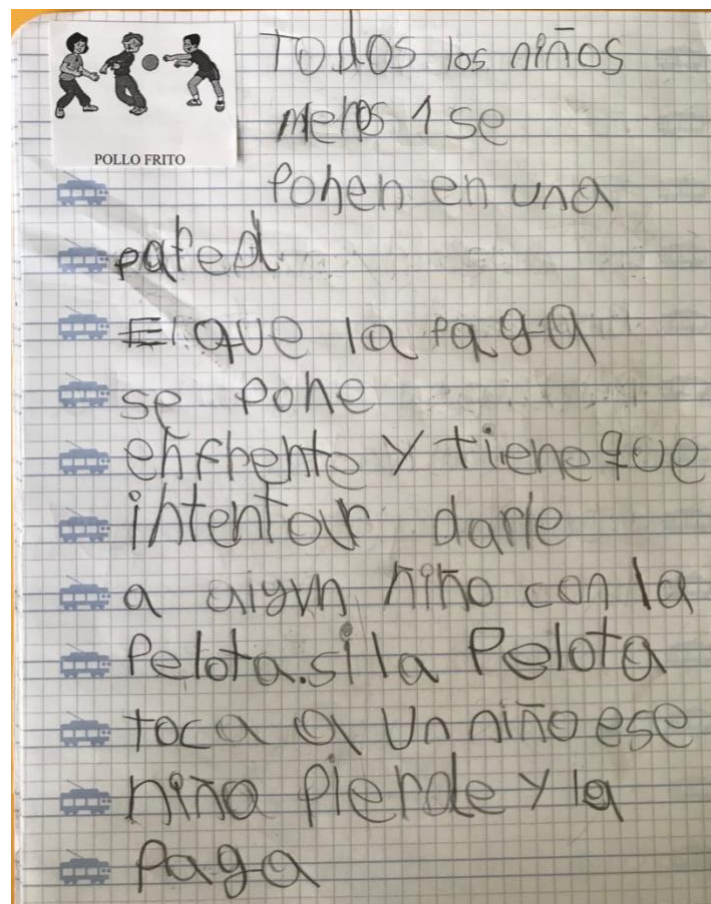 POLLO FRITO
Todos los niños
menos 1 se
ponen en una
pared.
El que la paga
se pone
enfrente y tiene que
intentar darle
a algun niño con la
Pelota. si la Pelota
toca a un niño ese
niño pierde y la
Paga